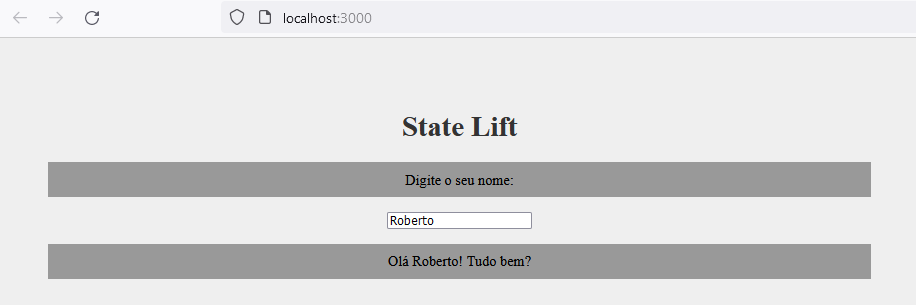 localhost:3000
State Lift
Digite o seu nome:
Roberto
Olá Roberto! Tudo bem?